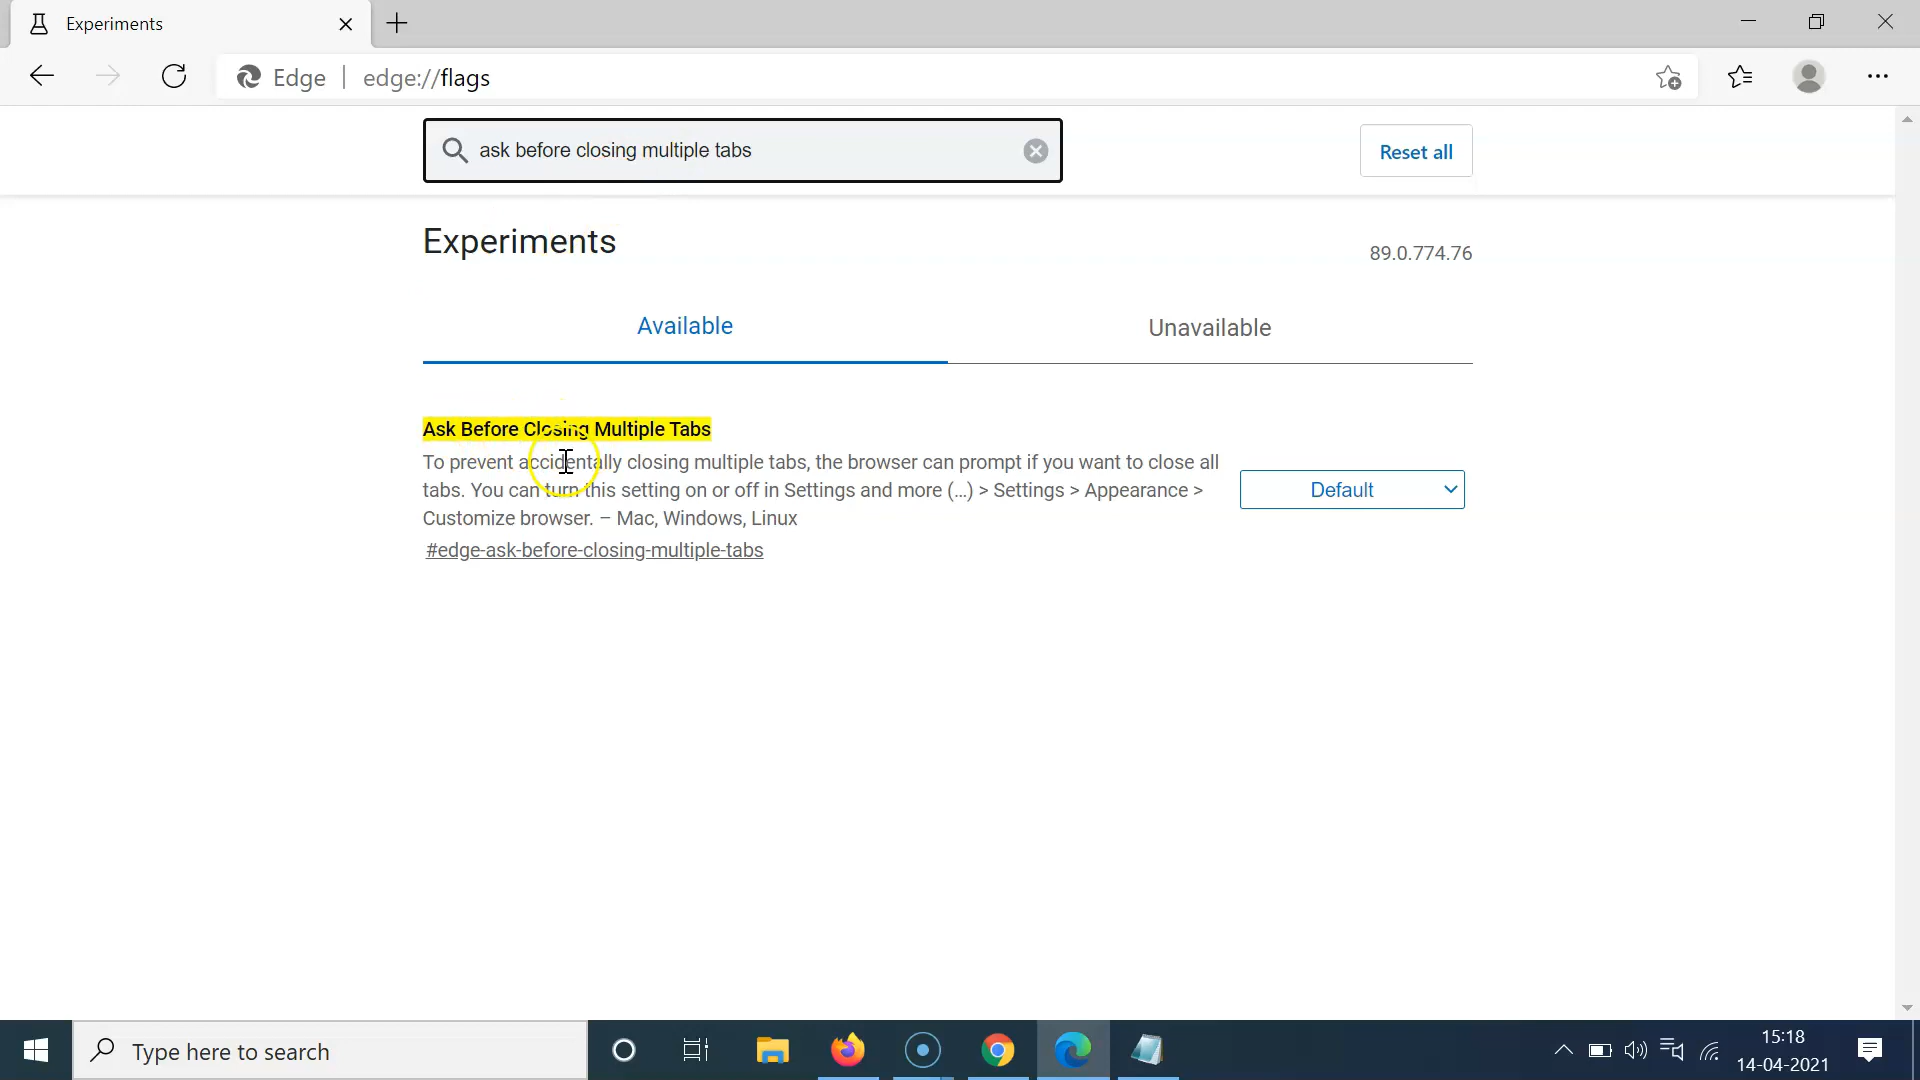 Experiments
Edge | edge://flags
ask before closing multiple tabs
Reset all
Experiments
89.0.774.76
Available
Unavailable
Ask Before Closing Multiple Tabs
To prevent accidentally closing multiple tabs, the browser can prompt if you want to close all
tabs. You can turn this setting on or off in Settings and more (...) > Settings > Appearance >
Customize browser. – Mac, Windows, Linux
#edge-ask-before-closing-multiple-tabs
Default
Type here to search
15:18
14-04-2021